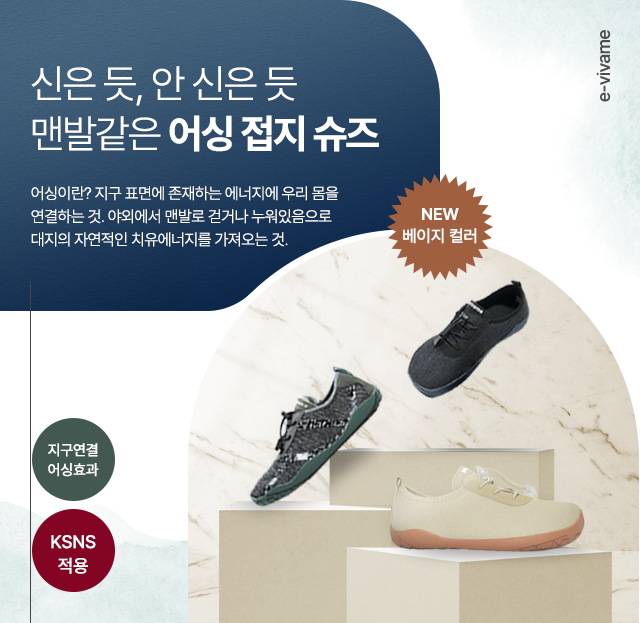 신은 듯, 안 신은 듯
맨발같은 어싱 접지 슈즈
어싱이란? 지구 표면에 존재하는 에너지에 우리 몸을
연결하는 것. 야외에서 맨발로 걷거나 누워있음으로
대지의 자연적인 치유에너지를 가져오는 것.
e-vivame
NEW
베이지 컬러
지구연결
어싱효과
KSNS
적용